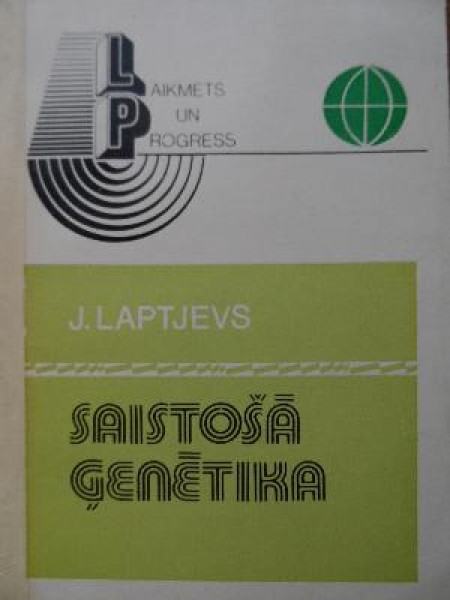 LAIKMETS
UN
PROGRESS
J. LAPTJEVS
SAISTOŠĀ
ĢENĒTIKA